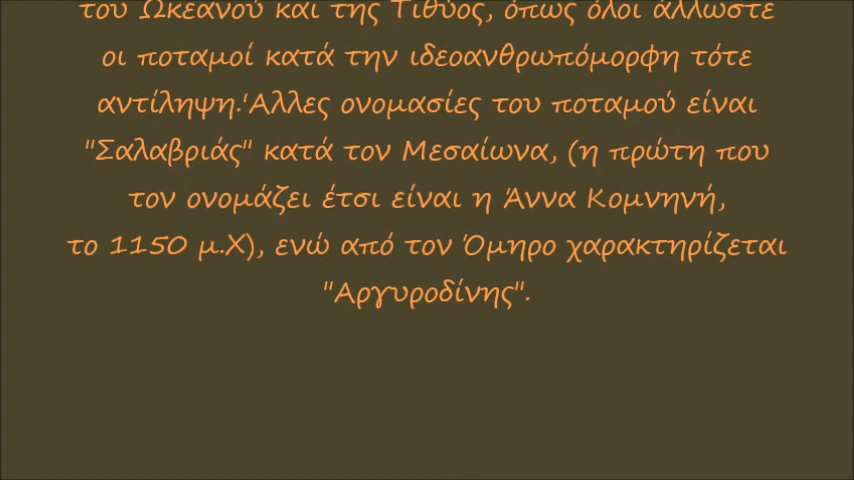 του Ωκεανού και της Τιθύος, όπως όλοι άλλωστε
οι ποταμοί κατά την ιδεοανθρωπόμορφη τότε
αντίληψη.'Αλλες ονομασίες του ποταμού είναι
"Σαλαβριάς" κατά τον Μεσαίωνα, (η πρώτη που
τον ονομάζει έτσι είναι η Άννα Κομνηνή,
το 1150 μ.Χ), ενώ από τον Όμηρο χαρακτηρίζεται
"Αργυροδίνης".